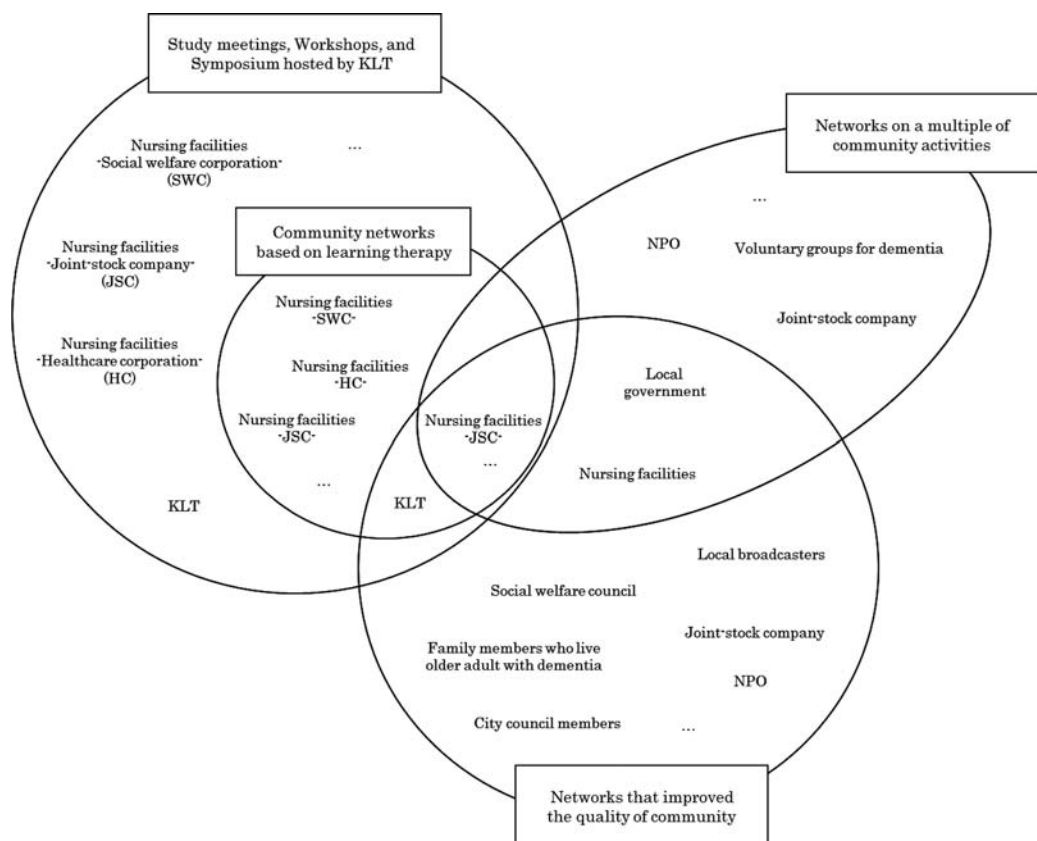 Study meetings, Workshops, and
Symposium hosted by KLT
Networks on a multiple of
community activities
Nursing facilities
-Social welfare corporation-
(SWC)
...
...
Community networks
based on learning therapy
NPO
Voluntary groups for dementia
Nursing facilities
-Joint-stock company-
(JSC)
Nursing facilities
-SWC-
Joint-stock company
Nursing facilities
-Healthcare corporation-
(HC)
Nursing facilities
-HC-
Local
government
Nursing facilities
-JSC-
Nursing facilities
-JSC-
...
...
Nursing facilities
KLT
KLT
Local broadcasters
Social welfare council
Joint-stock company
Family members who live
older adult with dementia
NPO
City council members
...
Networks that improved
the quality of community